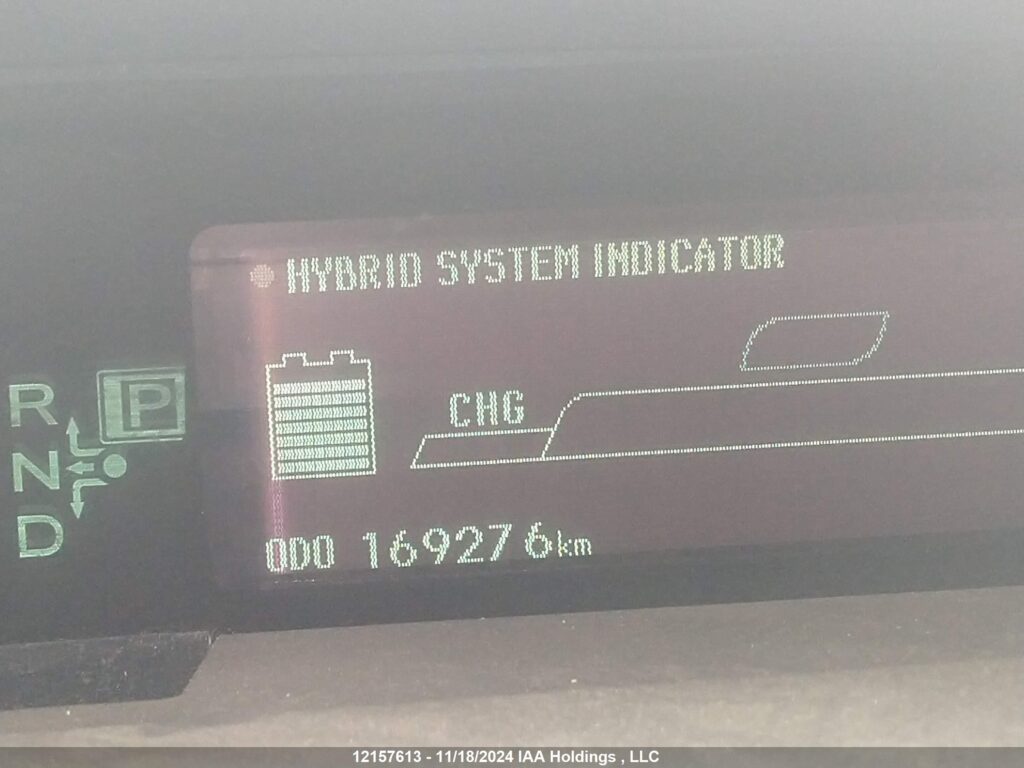 HYBRID SYSTEM INDICATOR
R P
N
D
CHG
ODO 169276km
12157613 - 11/18/2024 IAA Holdings , LLC